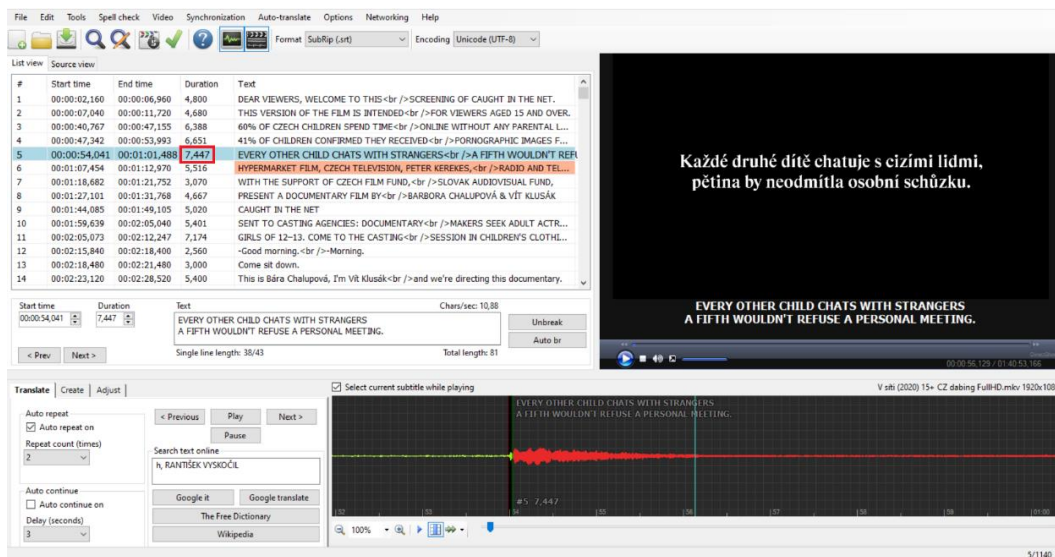 File Edit Tools Spell check Video Synchronization Auto-translate Options Networking Help
Format SubRip (.srt) Encoding Unicode (UTF-8)
List view Source view
# Start time End time Duration Text
1 00:00:02,160 00:00:06,960 4,800 DEAR VIEWERS, WELCOME TO THIS<br />SCREENING OF CAUGHT IN THE NET.
2 00:00:07,040 00:00:11,720 4,680 THIS VERSION OF THE FILM IS INTENDED<br />FOR VIEWERS AGED 15 AND OVER.
3 00:00:40,767 00:00:47,155 6,388 60% OF CZECH CHILDREN SPEND TIME<br />ONLINE WITHOUT ANY PARENTAL L...
4 00:00:47,342 00:00:53,993 6,651 41% OF CHILDREN CONFIRMED THEY RECEIVED<br />PORNOGRAPHIC IMAGES F...
5 00:00:54,041 00:01:01,488 7,447 EVERY OTHER CHILD CHATS WITH STRANGERS<br />A FIFTH WOULDN'T REFU
6 00:01:07,454 00:01:12,970 5,516 HYPERMARKET FILM, CZECH TELEVISION, PETER KEREKES,<br />RADIO AND TEL...
7 00:01:18,682 00:01:21,752 3,070 WITH THE SUPPORT OF CZECH FILM FUND,<br />SLOVAK AUDIOVISUAL FUND,
8 00:01:27,101 00:01:31,768 4,667 PRESENT A DOCUMENTARY FILM BY<br />BARBORA CHALUPOVÁ & VÍT KLUSÁK
9 00:01:44,085 00:01:49,105 5,020 CAUGHT IN THE NET
10 00:01:59,639 00:02:05,040 5,401 SENT TO CASTING AGENCIES: DOCUMENTARY<br />MAKERS SEEK ADULT ACTR...
11 00:02:05,073 00:02:12,247 7,174 GIRLS OF 12–13. COME TO THE CASTING<br />SESSION IN CHILDREN'S CLOTHI...
12 00:02:15,840 00:02:18,400 2,560 -Good morning.<br />-Morning.
13 00:02:18,480 00:02:21,480 3,000 Come sit down.
14 00:02:23,120 00:02:28,520 5,400 This is Bára Chalupová, I'm Vít Klusák<br />and we're directing this documentary.
Každé druhé dítě chatuje s cizími lidmi,
pětina by neodmítla osobní schůzku.
EVERY OTHER CHILD CHATS WITH STRANGERS
A FIFTH WOULDN'T REFUSE A PERSONAL MEETING.
00:00:56,129 / 01:40:53,166
Start time Duration Text Chars/sec: 10,88
00:00:54,041 7,447 EVERY OTHER CHILD CHATS WITH STRANGERS
A FIFTH WOULDN'T REFUSE A PERSONAL MEETING.
Unbreak
Auto br
< Prev Next > Single line length: 38/43 Total length: 81
Translate Create Adjust
Auto repeat
Auto repeat on
Repeat count (times)
2
Auto continue
Auto continue on
Delay (seconds)
3
< Previous Play Next >
Pause
Search text online
h, RANTIŠEK VYSKOČIL
Google it Google translate
The Free Dictionary
Wikipedia
Select current subtitle while playing V síti (2020) 15+ CZ dabing FullHD.mkv 1920x108
EVERY OTHER CHILD CHATS WITH STRANGERS
A FIFTH WOULDN'T REFUSE A PERSONAL MEETING.
#5 7,447
52 53 54 55 56 57 58 59 01:00
100%
5/1140